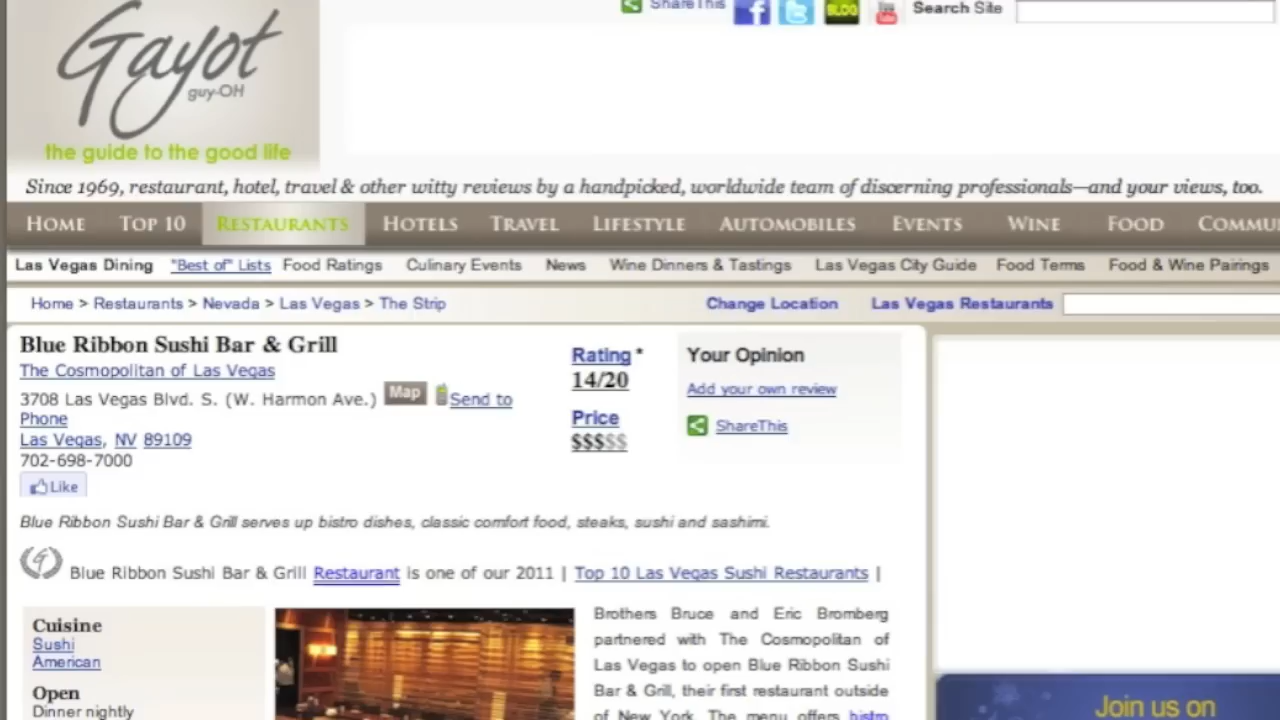 ShareThis
BLOG
You
Tube
Search Site
Gayot
guy-OH
the guide to the good life
Since 1969, restaurant, hotel, travel & other witty reviews by a handpicked, worldwide team of discerning professionals—and your views, too.
HOME TOP 10 RESTAURANTS HOTELS TRAVEL LIFESTYLE AUTOMOBILES EVENTS WINE FOOD COMMU
Las Vegas Dining "Best of" Lists Food Ratings Culinary Events News Wine Dinners & Tastings Las Vegas City Guide Food Terms Food & Wine Pairings
Home > Restaurants > Nevada > Las Vegas > The Strip Change Location Las Vegas Restaurants
Blue Ribbon Sushi Bar & Grill
The Cosmopolitan of Las Vegas
3708 Las Vegas Blvd. S. (W. Harmon Ave.) Map Send to
Phone
Las Vegas, NV 89109
702-698-7000
Like
Rating *
14/20
Price
$$$$$
Your Opinion
Add your own review
ShareThis
Blue Ribbon Sushi Bar & Grill serves up bistro dishes, classic comfort food, steaks, sushi and sashimi.
G Blue Ribbon Sushi Bar & Grill Restaurant is one of our 2011 | Top 10 Las Vegas Sushi Restaurants |
Cuisine
Sushi
American
Open
Dinner nightly
Brothers Bruce and Eric Bromberg
partnered with The Cosmopolitan of
Las Vegas to open Blue Ribbon Sushi
Bar & Grill, their first restaurant outside
of New York. The menu offers bistro
Join us on